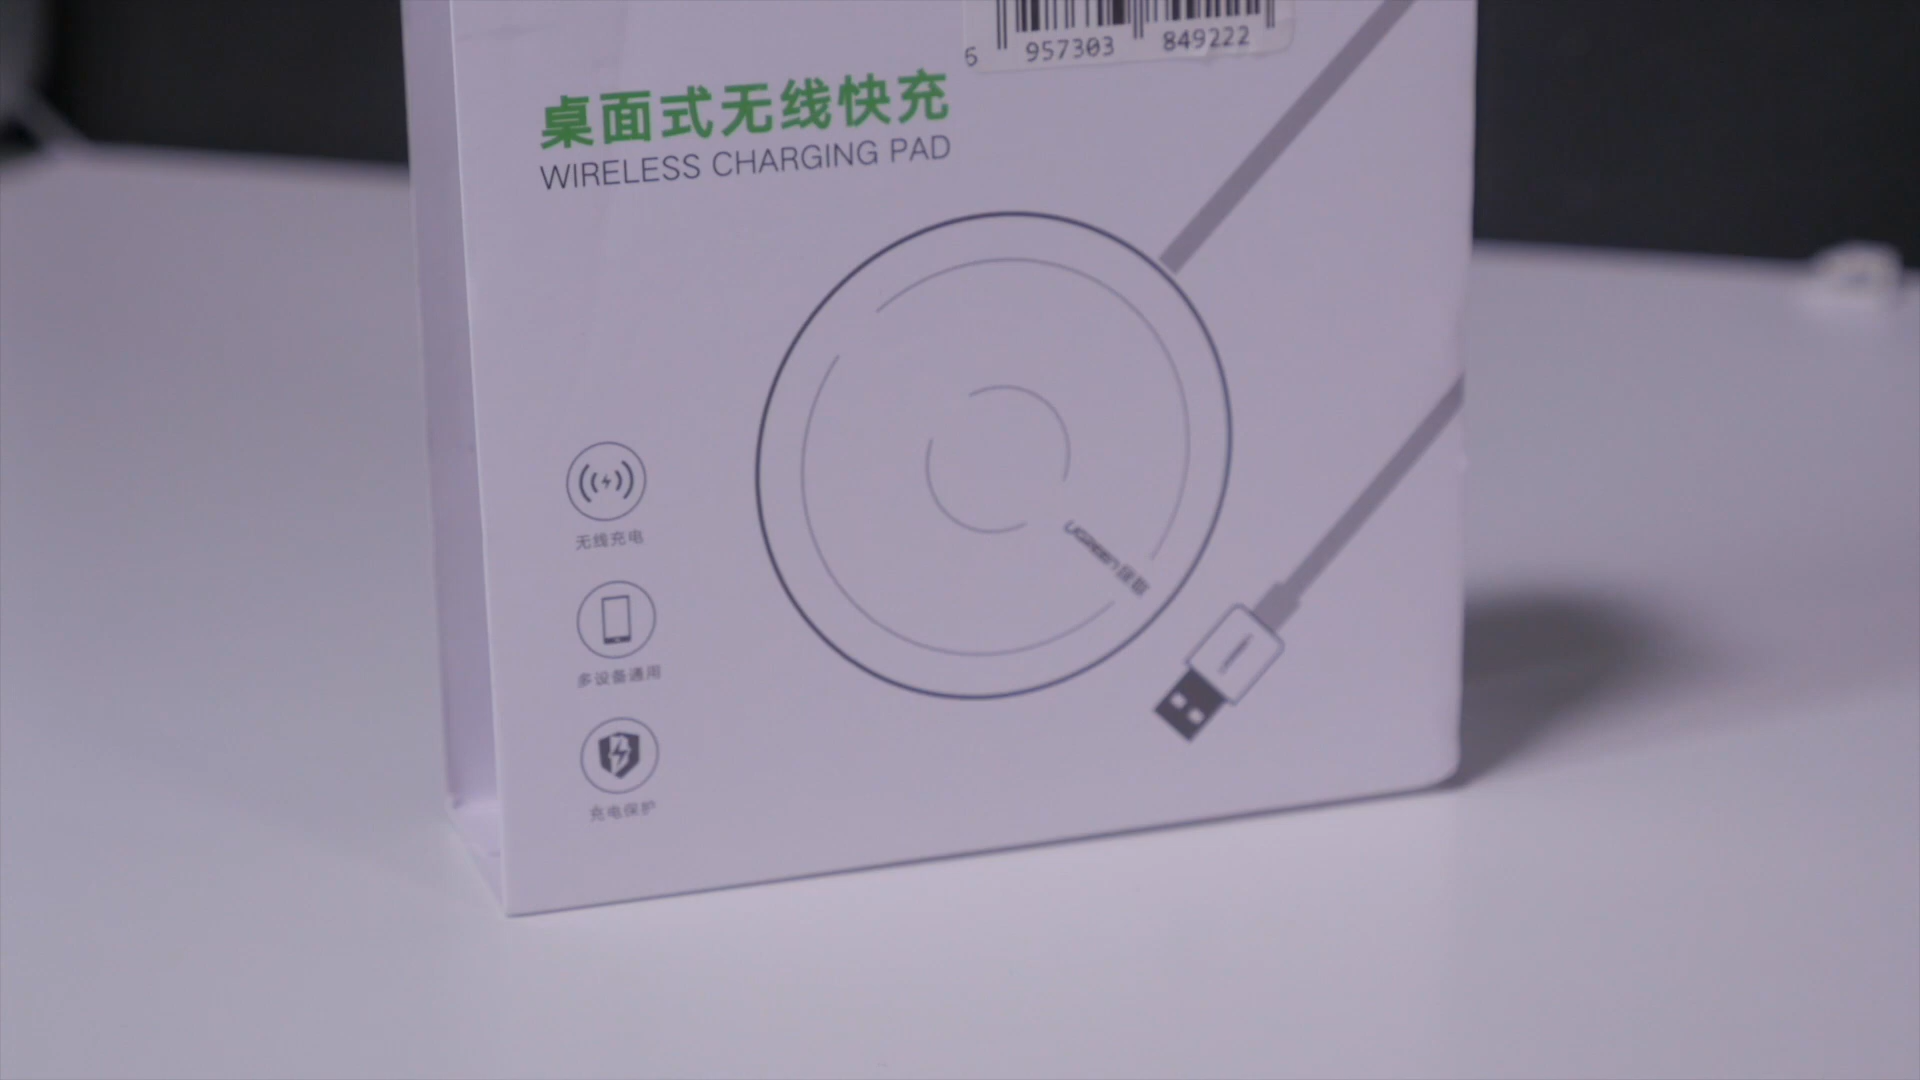 6 957303 849222
桌面式无线快充
WIRELESS CHARGING PAD
无线充电
多设备通用
充电保护
UGREEN 绿联
UGREEN